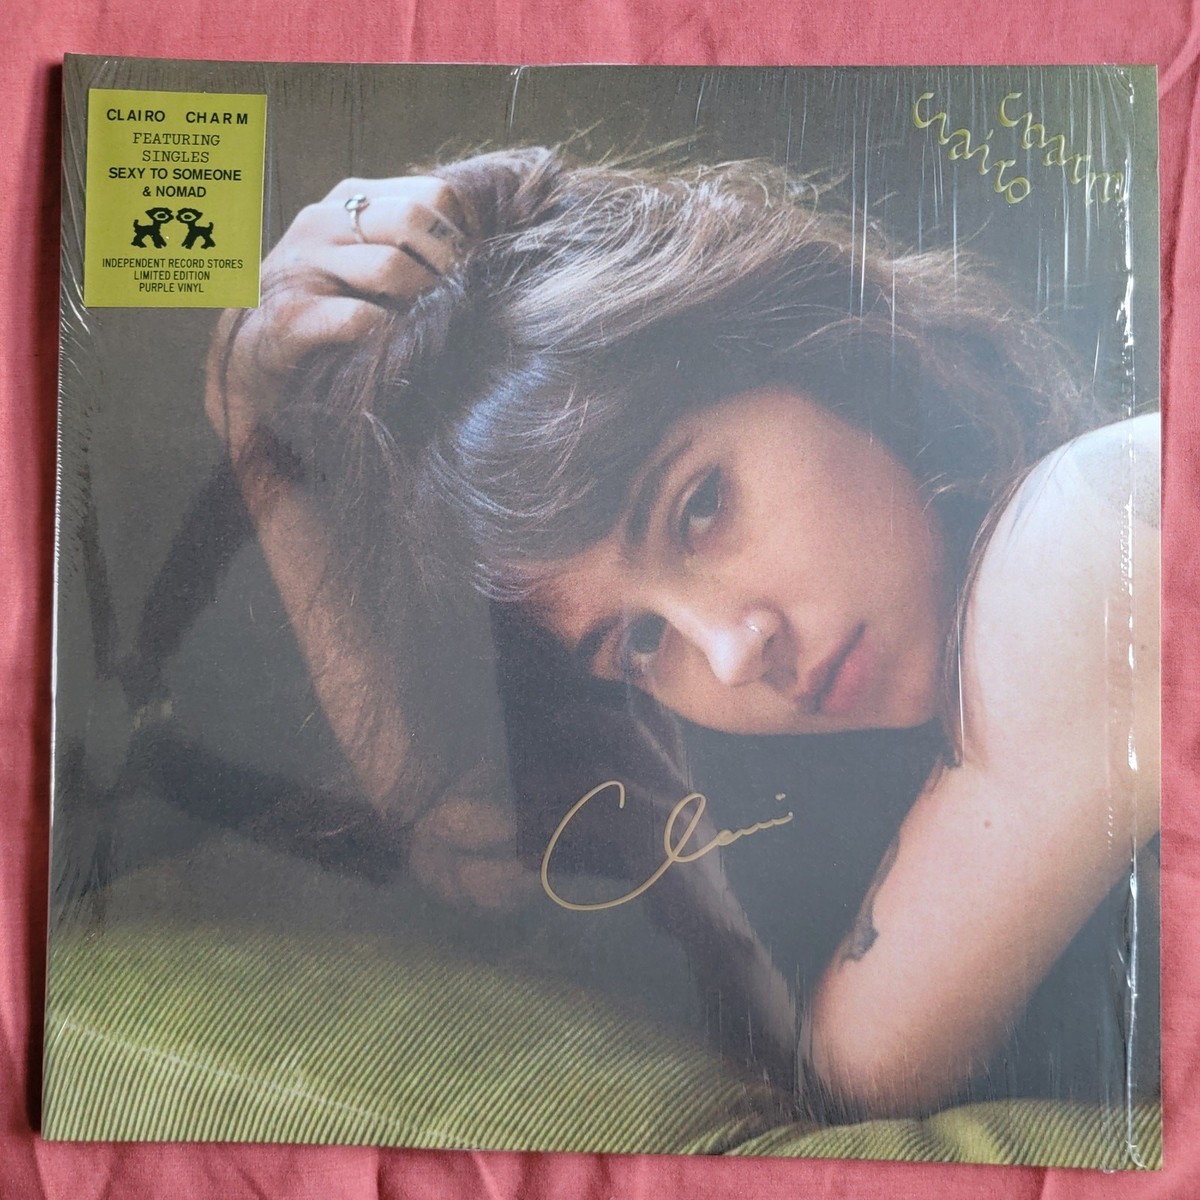 CLAIRO CHARM
FEATURING
SINGLES
SEXY TO SOMEONE
& NOMAD
INDEPENDENT RECORD STORES
LIMITED EDITION
PURPLE VINYL
Clairo
Charm
Clairo